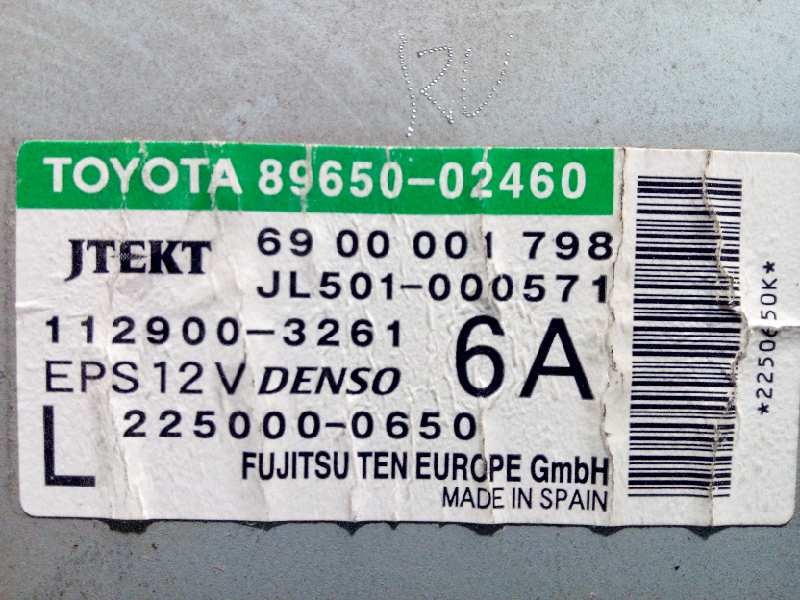 TOYOTA 89650-02460
JTEKT 69 00 001 798
JL501-000571
112900-3261
6A
EPS 12V DENSO
225000-0650
L
FUJITSU TEN EUROPE GmbH
MADE IN SPAIN